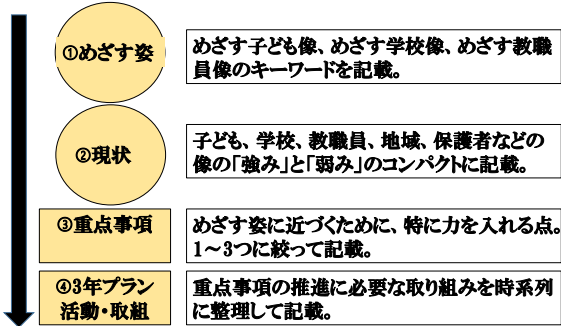 ①めざす姿
めざす子ども像、めざす学校像、めざす教職
員像のキーワードを記載。
②現状
子ども、学校、教職員、地域、保護者などの
像の「強み」と「弱み」のコンパクトに記載。
③重点事項
めざす姿に近づくために、特に力を入れる点。
1～3つに絞って記載。
④3年プラン
活動・取組
重点事項の推進に必要な取り組みを時系列
に整理して記載。